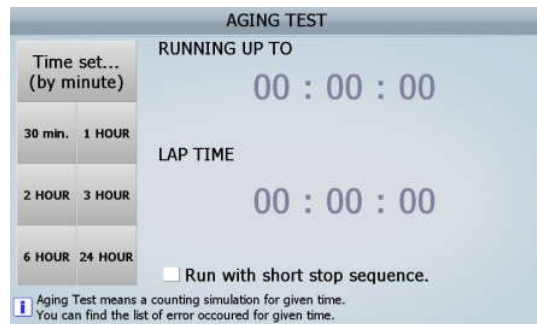 AGING TEST
Time set...
(by minute)
30 min.
1 HOUR
2 HOUR
3 HOUR
6 HOUR
24 HOUR
RUNNING UP TO
00 : 00 : 00
LAP TIME
00 : 00 : 00
Run with short stop sequence.
i
Aging Test means a counting simulation for given time.
You can find the list of error occoured for given time.